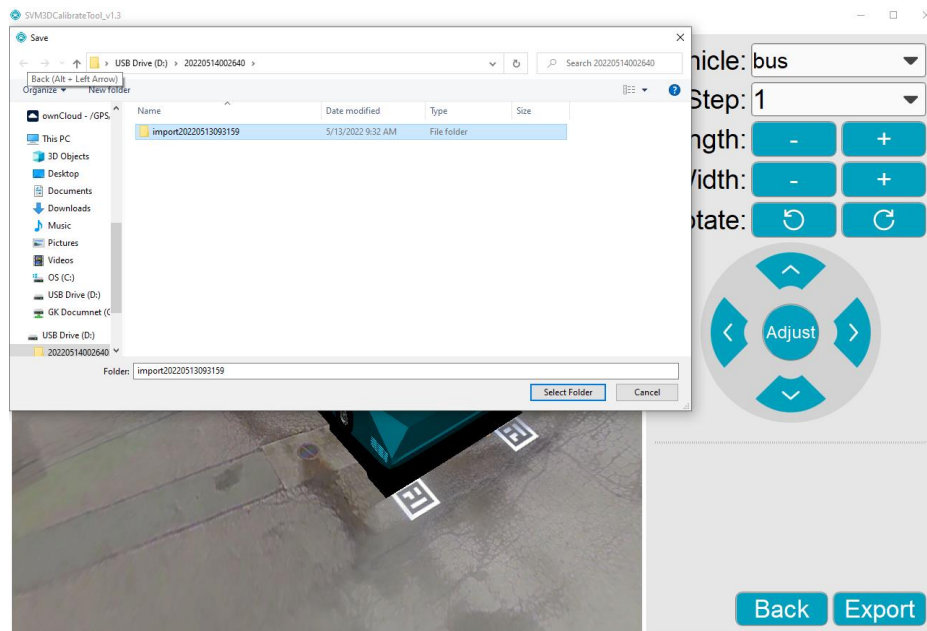 SVM3DCalibrateTool_v1.3
Save
USB Drive (D:) › 20220514002640 ›
Search 20220514002640
Back (Alt + Left Arrow)
Organize
New folder
Name
Date modified
Type
Size
import20220513093159
5/13/2022 9:32 AM
File folder
ownCloud - /GPS/
This PC
3D Objects
Desktop
Documents
Downloads
Music
Pictures
Videos
OS (C:)
USB Drive (D:)
GK Documnet (G
USB Drive (D:)
20220514002640
Folder: import20220513093159
Select Folder
Cancel
hicle: bus
Step: 1
ngth: - +
Vidth: - +
otate:
Adjust
Back
Export